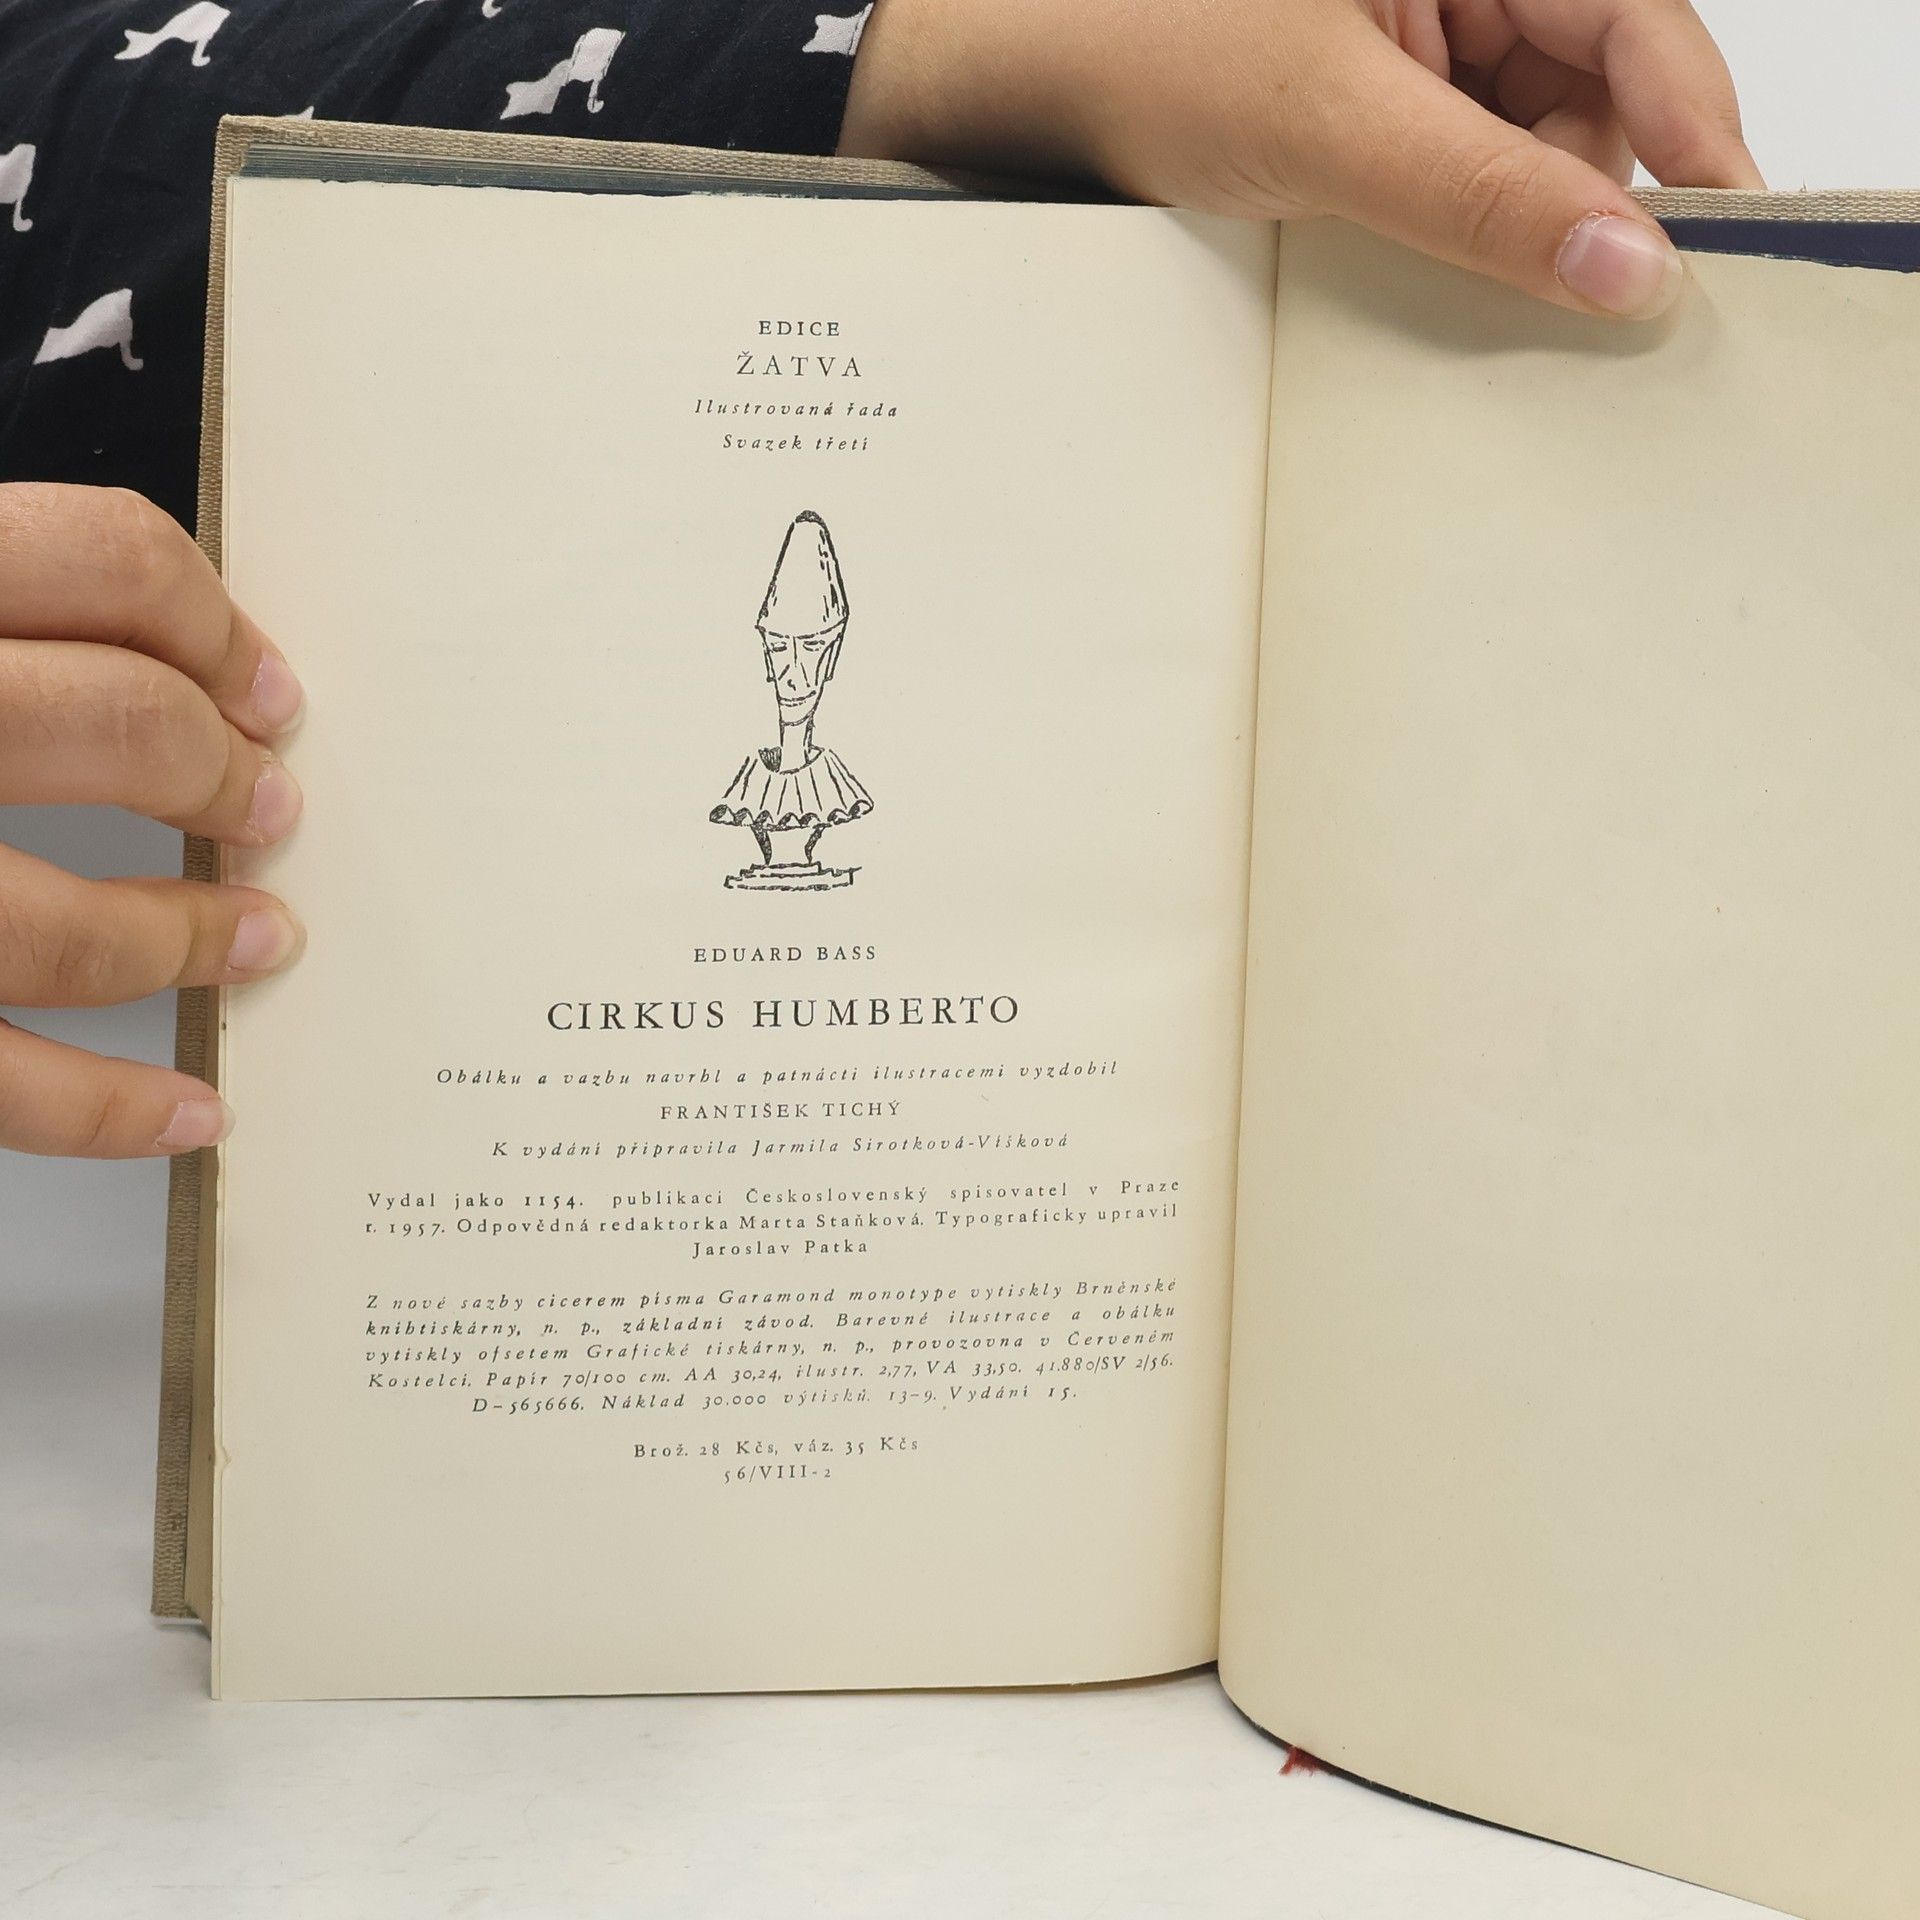 EDICE
ŽATVA
Ilustrovaná řada
Svazek třetí
EDUARD BASS
CIRKUS HUMBERTO
Obálku a vazbu navrhl a patnácti ilustracemi vyzdobil
FRANTIŠEK TICHÝ
K vydání připravila Jarmila Sirotková-Víšková
Vydal jako 1154. publikaci Československý spisovatel v Praze
r. 1957. Odpovědná redaktorka Marta Staňková. Typograficky upravil
Jaroslav Patka
Z nové sazby cicerem písma Garamond monotype vytiskly Brněnské
knihtiskárny, n. p., základní závod. Barevné ilustrace a obálku
vytiskly ofsetem Grafické tiskárny, n. p., provozovna v Červeném
Kostelci. Papír 70/100 cm. AA 30,24, ilustr. 2,77, VA 33,50. 41.880/SV 2/56.
D–565666. Náklad 30.000 výtisků. 13–9. Vydání 15.
Brož. 28 Kčs, váz. 35 Kčs
56/VIII-2